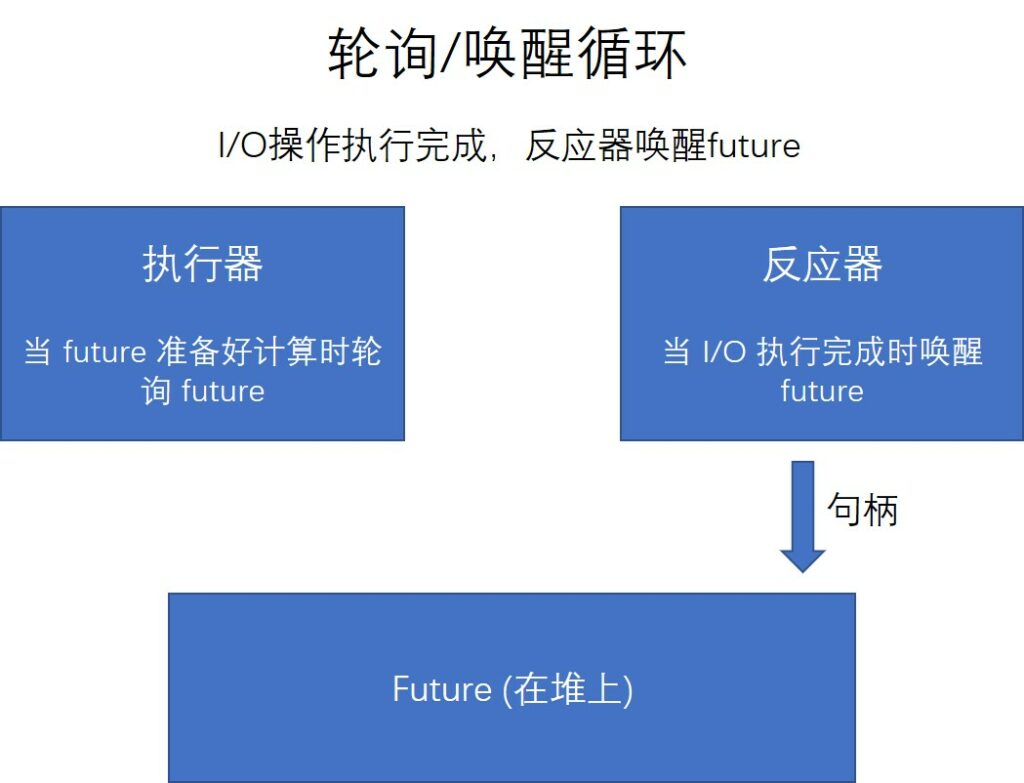 轮询/唤醒循环
I/O操作执行完成，反应器唤醒future
执行器
当 future 准备好计算时轮
询 future
反应器
当 I/O 执行完成时唤醒
future
句柄
Future (在堆上)